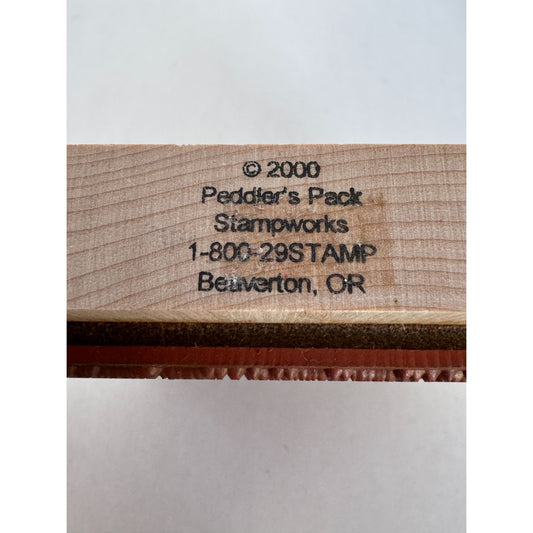 © 2000
Peddler's Pack
Stampworks
1-800-29STAMP
Beaverton, OR